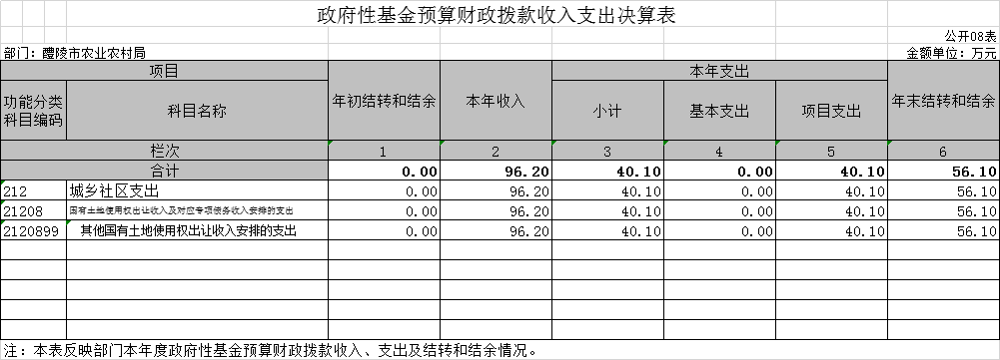 政府性基金预算财政拨款收入支出决算表
公开08表
部门：醴陵市农业农村局 金额单位：万元
项目 年初结转和结余 本年收入 本年支出 年末结转和结余
功能分类科目编码 科目名称 小计 基本支出 项目支出
栏次 1 2 3 4 5 6
合计 0.00 96.20 40.10 0.00 40.10 56.10
212 城乡社区支出 0.00 96.20 40.10 0.00 40.10 56.10
21208 国有土地使用权出让收入及对应专项债务收入安排的支出 0.00 96.20 40.10 0.00 40.10 56.10
2120899 其他国有土地使用权出让收入安排的支出 0.00 96.20 40.10 0.00 40.10 56.10
注：本表反映部门本年度政府性基金预算财政拨款收入、支出及结转和结余情况。